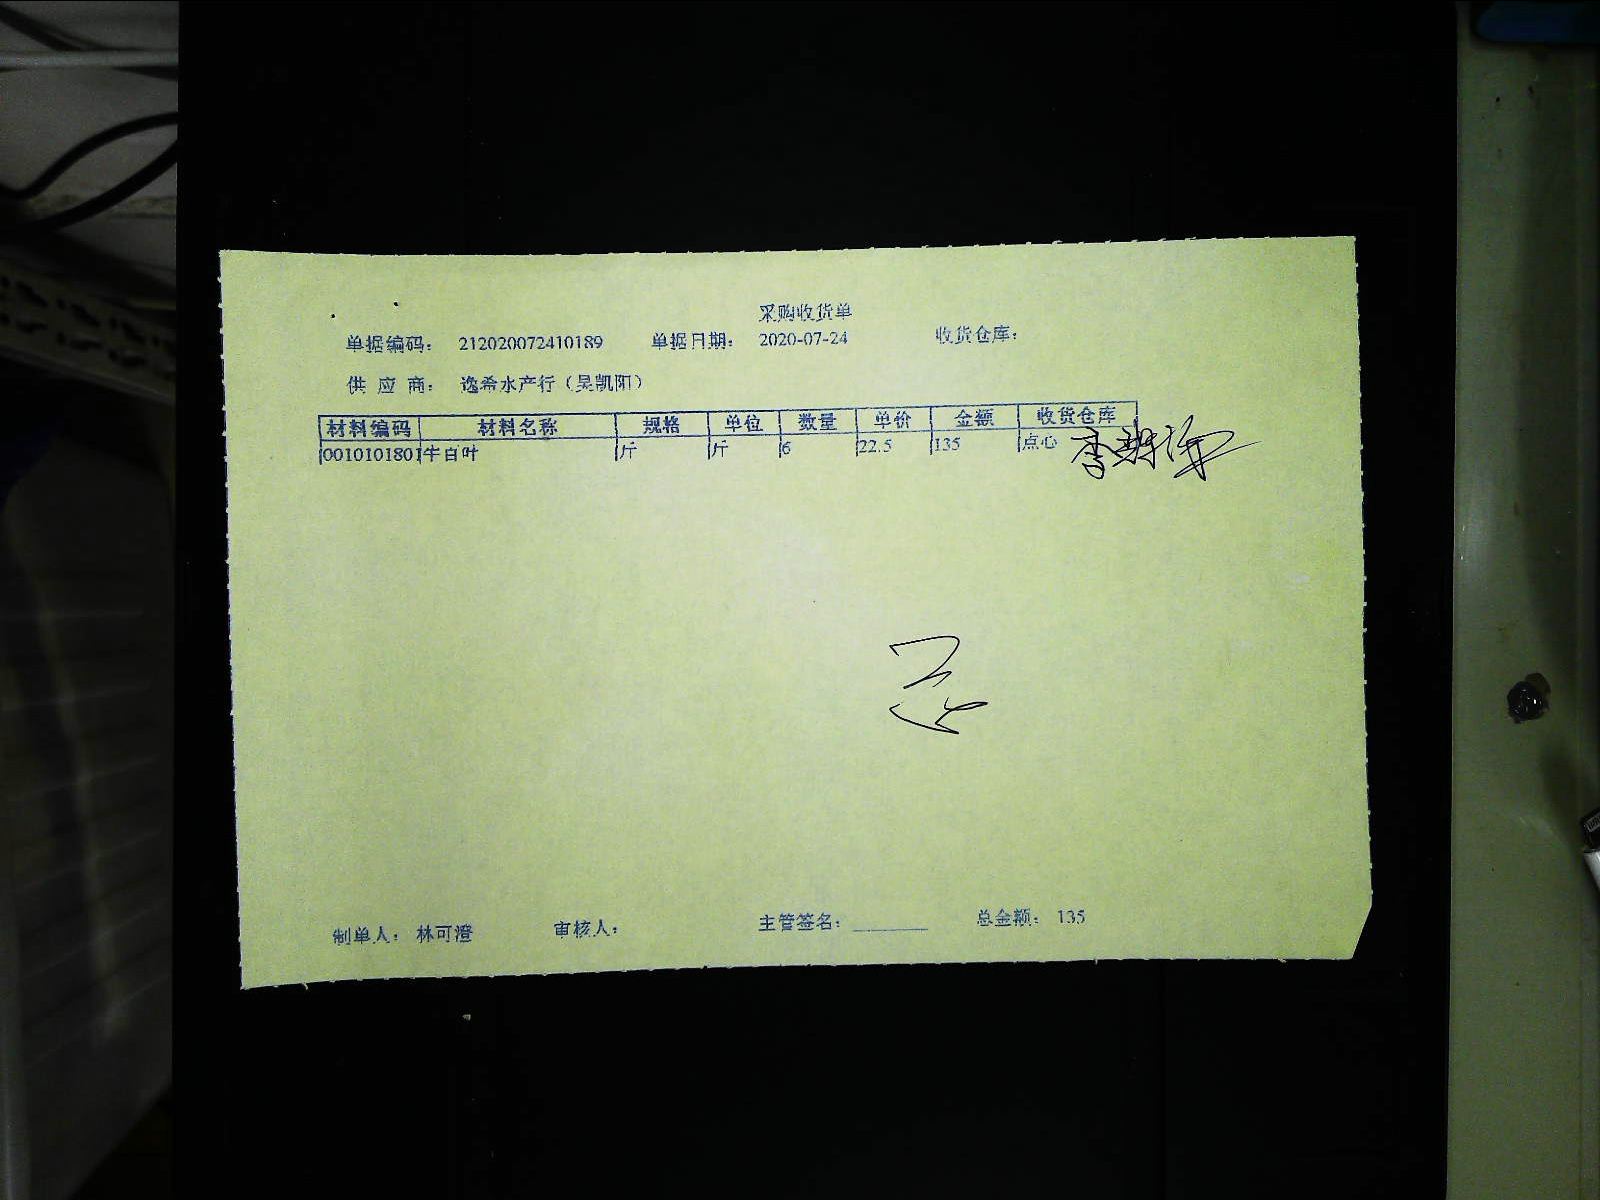 采购收货单
单据编码： 212020072410189 单据日期： 2020-07-24 收货仓库：
供 应 商： 逸希水产行（吴凯阳）
材料编码 材料名称 规格 单位 数量 单价 金额 收货仓库
0010101801 牛百叶 斤 斤 6 22.5 135 点心
制单人： 林可澄 审核人： 主管签名： 总金额： 135